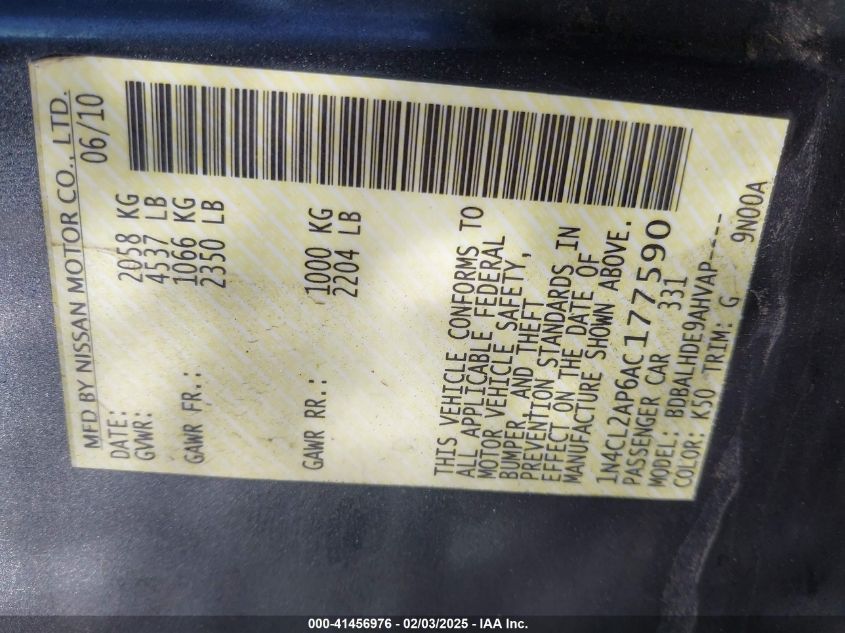 MFD BY NISSAN MOTOR CO., LTD.
DATE: 06/10
GVWR: 2058 KG
4537 LB
GAWR FR.: 1066 KG
2350 LB
GAWR RR.: 1000 KG
2204 LB
THIS VEHICLE CONFORMS TO
ALL APPLICABLE FEDERAL
MOTOR VEHICLE SAFETY,
BUMPER AND THEFT
PREVENTION STANDARDS IN
EFFECT ON THE DATE OF
MANUFACTURE SHOWN ABOVE.
1N4CL2AP6AC177590
PASSENGER CAR 331
MODEL: BDBALHDE9AHVAP-----
COLOR: K50 TRIM: G 9N00A
000-41456976 - 02/03/2025 - IAA Inc.